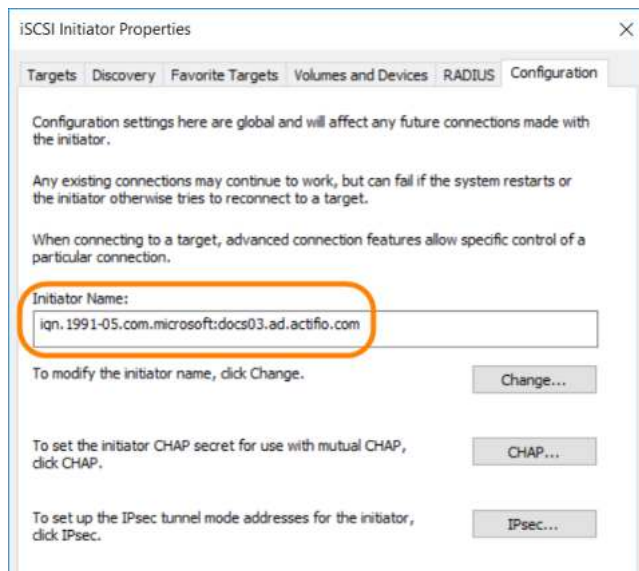 iSCSI Initiator Properties
Targets Discovery Favorite Targets Volumes and Devices RADIUS Configuration
Configuration settings here are global and will affect any future connections made with
the initiator.
Any existing connections may continue to work, but can fail if the system restarts or
the initiator otherwise tries to reconnect to a target.
When connecting to a target, advanced connection features allow specific control of a
particular connection.
Initiator Name:
iqn.1991-05.com.microsoft:docs03.ad.actifio.com
To modify the initiator name, click Change.
Change...
To set the initiator CHAP secret for use with mutual CHAP,
click CHAP.
CHAP...
To set up the IPsec tunnel mode addresses for the initiator,
click IPsec.
IPsec...